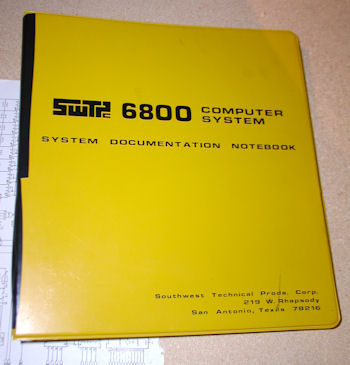 SWTPC 6800 COMPUTER SYSTEM
SYSTEM DOCUMENTATION NOTEBOOK
Southwest Technical Prods. Corp.
219 W. Rhapsody
San Antonio, Texas 78216